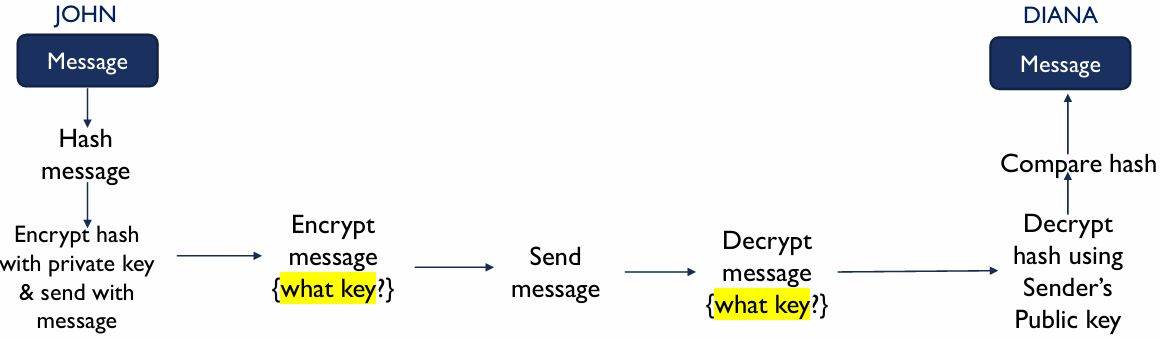 JOHN
Message
Hash
message
Encrypt hash
with private key
& send with
message
Encrypt
message
{what key?}
Send
message
Decrypt
message
{what key?}
DIANA
Message
Compare hash
Decrypt
hash using
Sender's
Public key